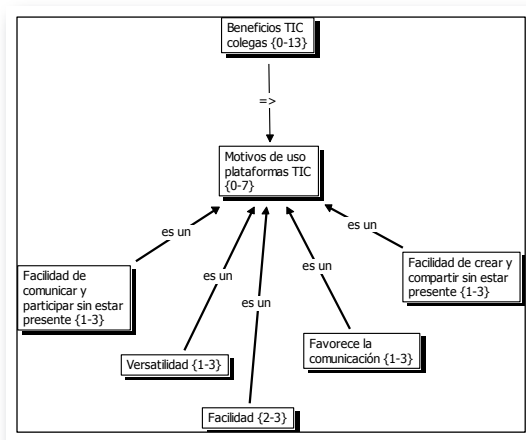 Beneficios TIC
colegas {0-13}
=>
Motivos de uso
plataformas TIC
{0-7}
es un
es un
es un
es un
es un
Facilidad de
comunicar y
participar sin estar
presente {1-3}
Facilidad de crear y
compartir sin estar
presente {1-3}
Versatilidad {1-3}
Favorece la
comunicación {1-3}
Facilidad {2-3}